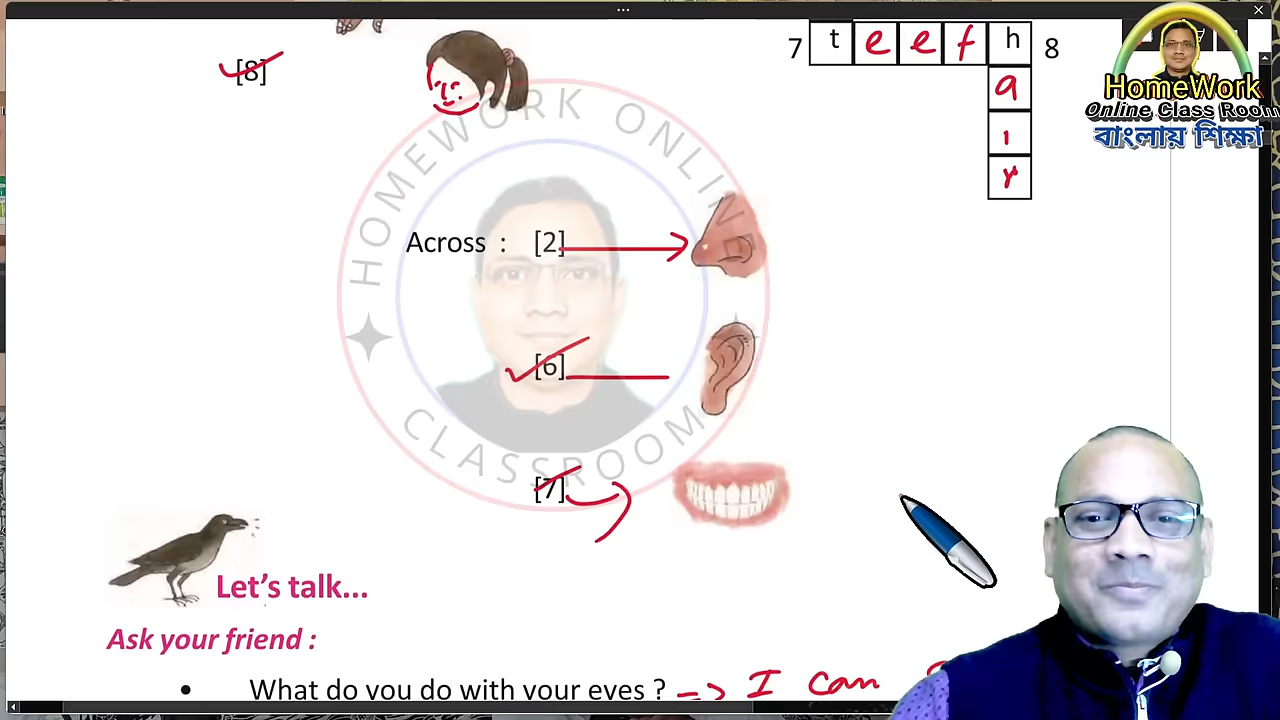 7 t e e f h 8
a
i
r
[8]
HomeWork
Online Class Room
বাংলায় শিক্ষা
HOMEWORK ONLINE
CLASSROOM
Across : [2]
[6]
[7]
Let's talk...
Ask your friend :
• What do you do with your eyes ? -> I can